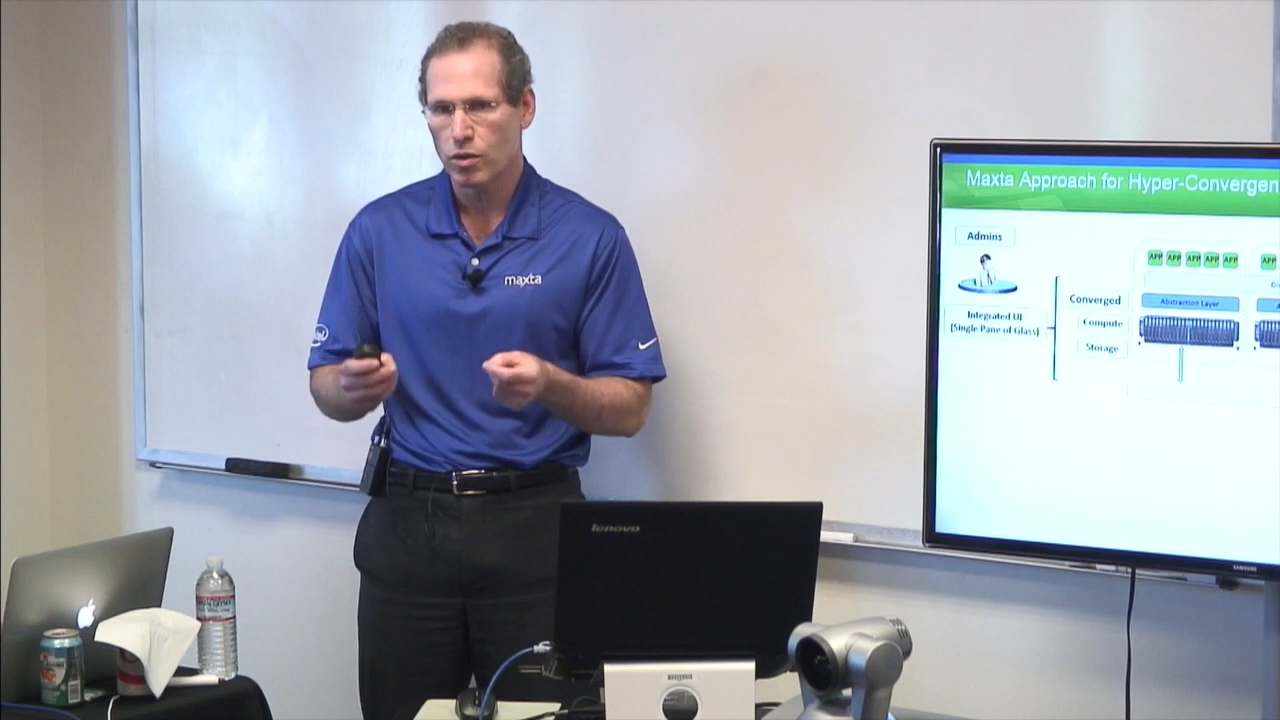 maxta
intel
Maxta Approach for Hyper-Convergen
Admins
Integrated UI
(Single Pane of Glass)
Converged
Compute
Storage
APP APP APP APP APP APP
Abstraction Layer
lenovo
SAMSUNG